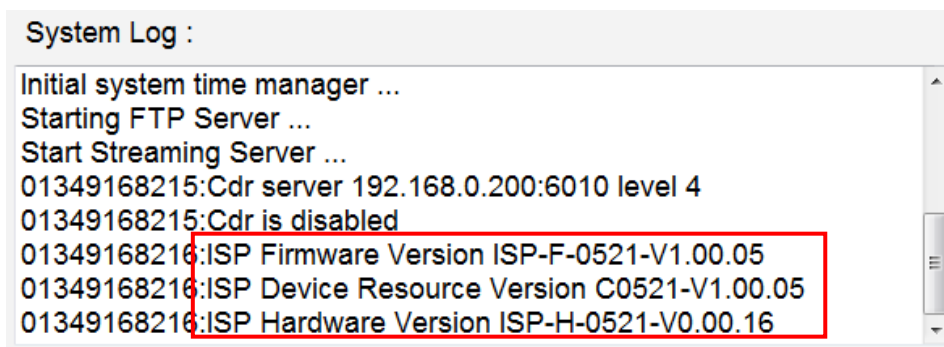 System Log :
Initial system time manager ...
Starting FTP Server ...
Start Streaming Server ...
01349168215:Cdr server 192.168.0.200:6010 level 4
01349168215:Cdr is disabled
01349168216:ISP Firmware Version ISP-F-0521-V1.00.05
01349168216:ISP Device Resource Version C0521-V1.00.05
01349168216:ISP Hardware Version ISP-H-0521-V0.00.16